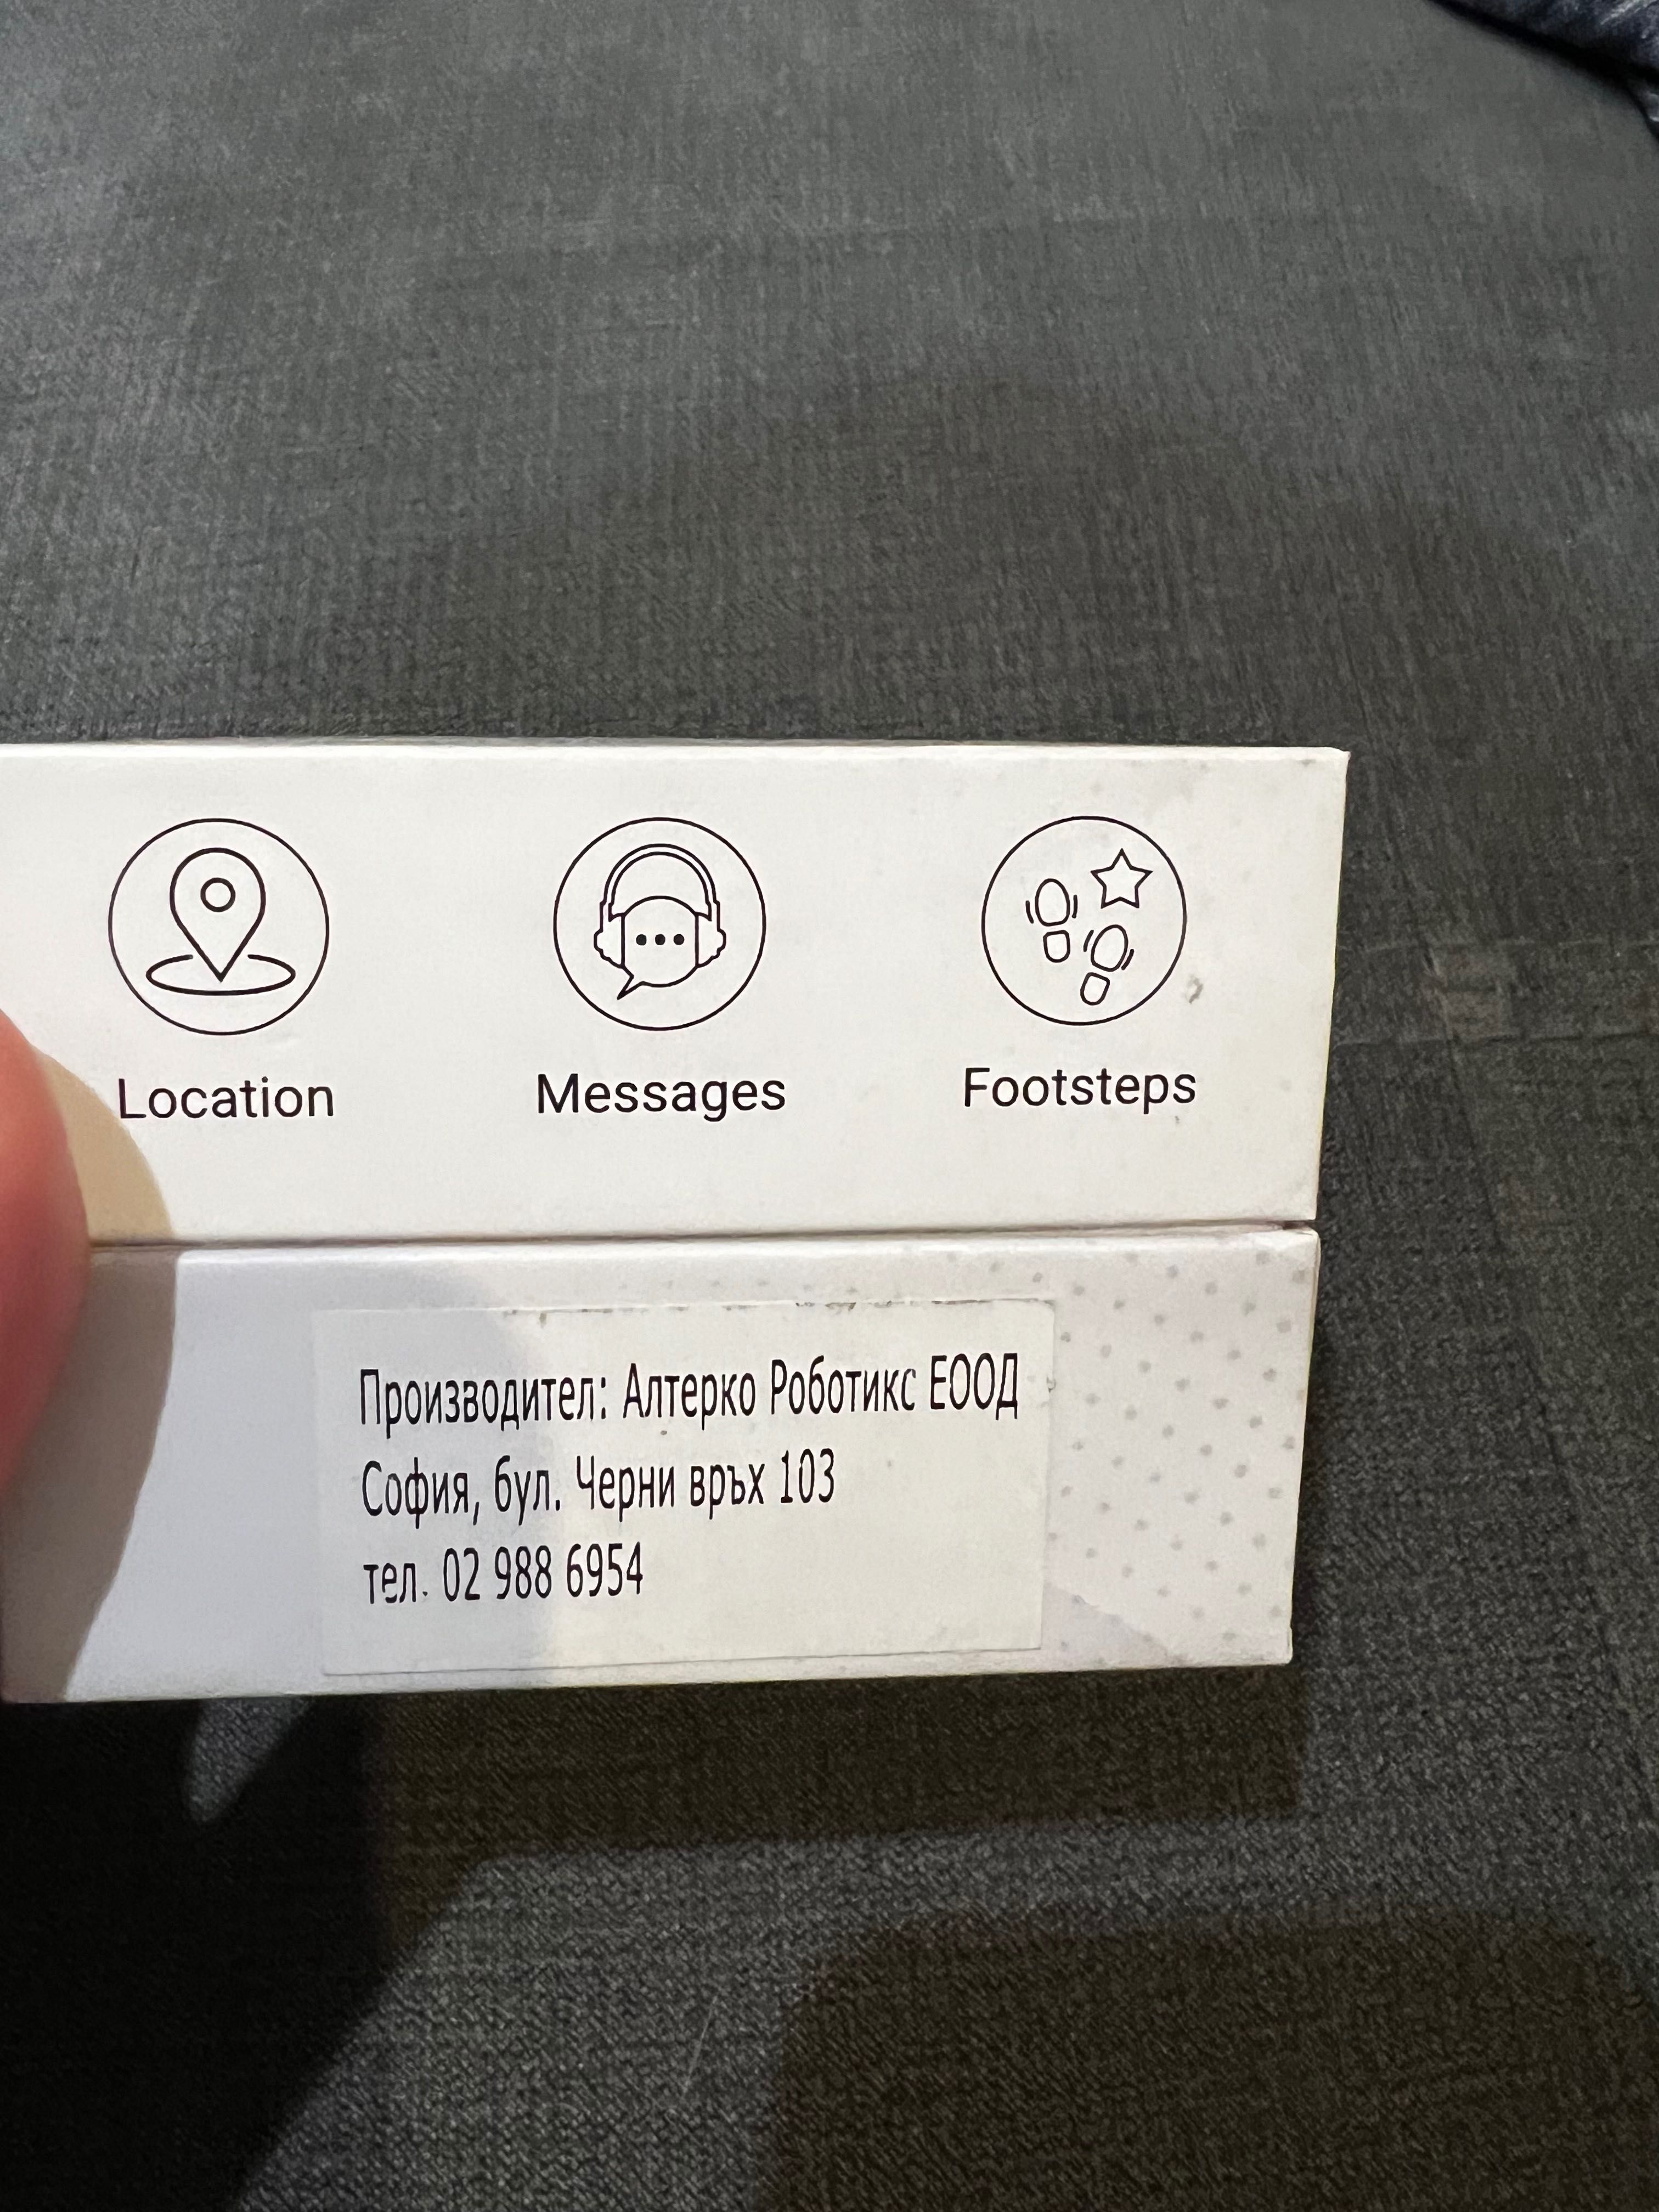 Location
Messages
Footsteps
Производител: Алтерко Роботикс ЕООД
София, бул. Черни връх 103
тел. 02 988 6954